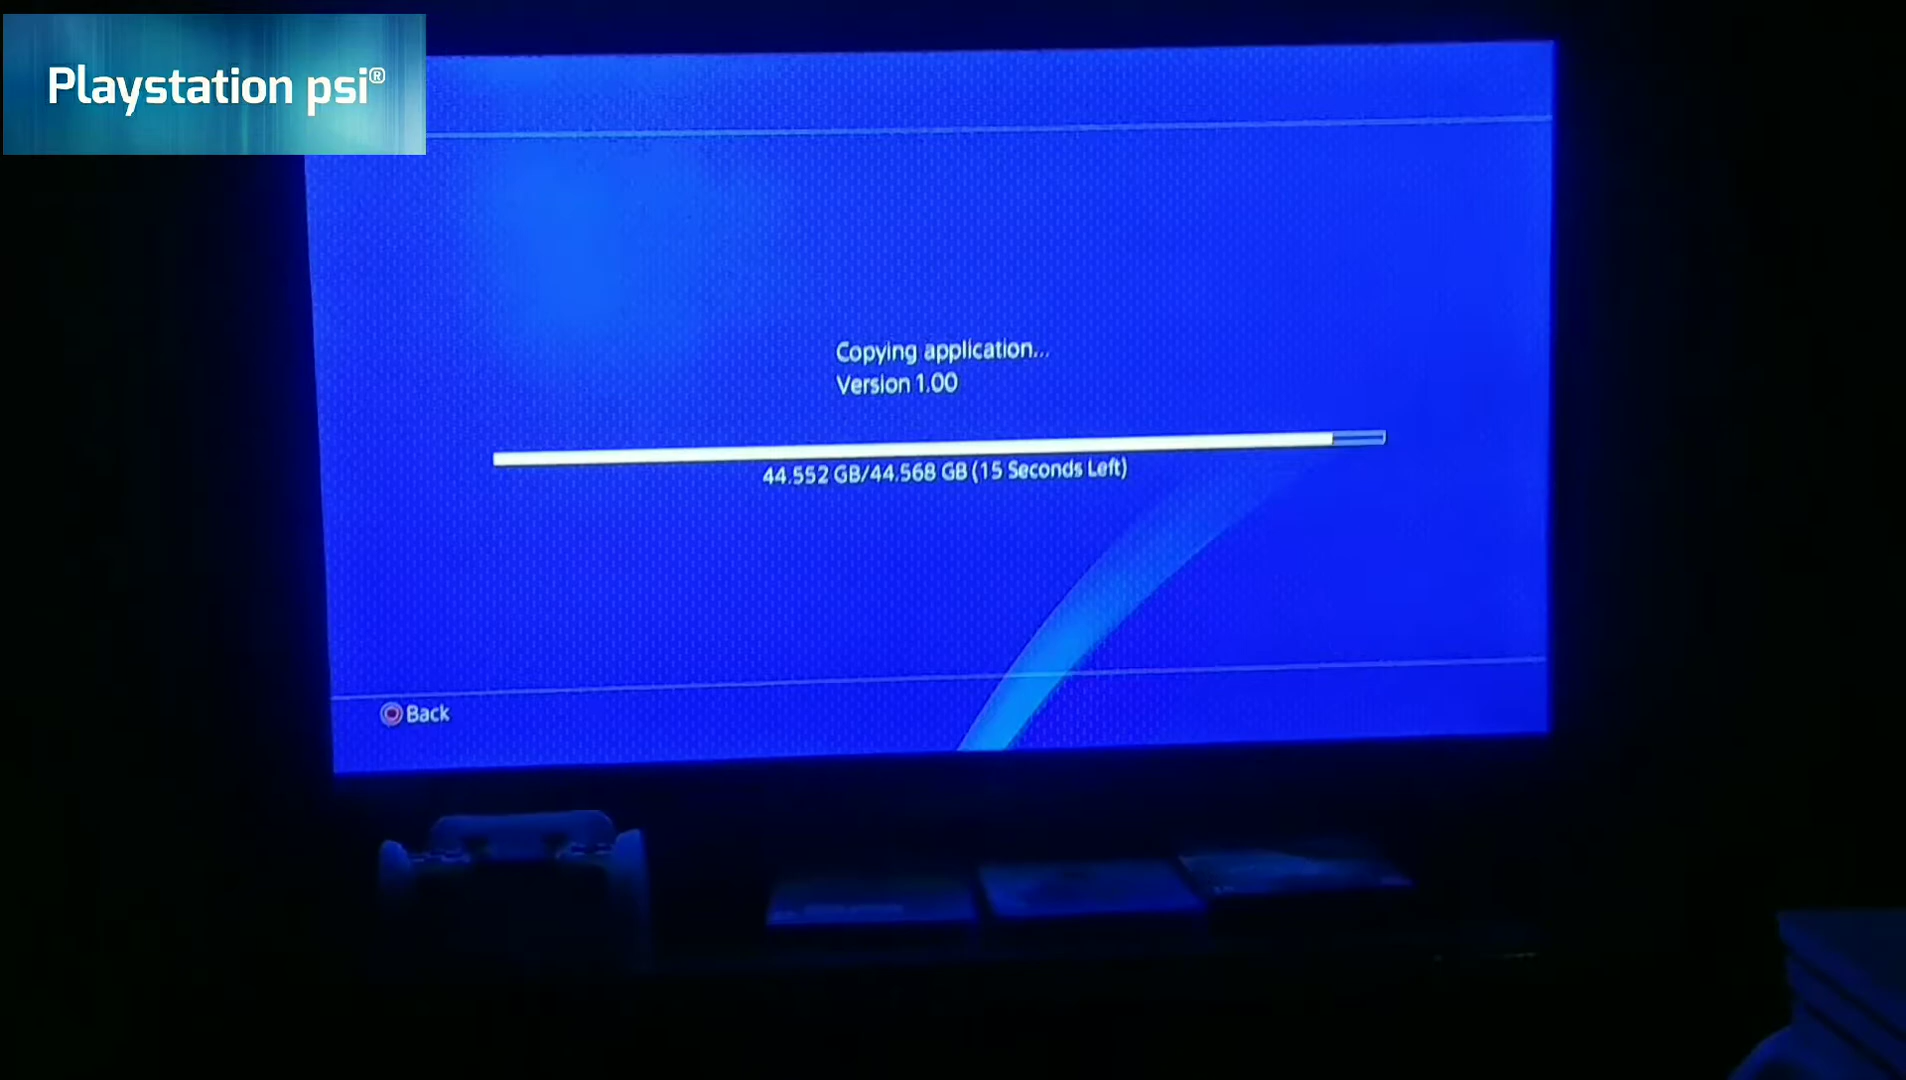 Playstation psi®
Copying application...
Version 1.00
44.552 GB/44.568 GB (15 Seconds Left)
Back